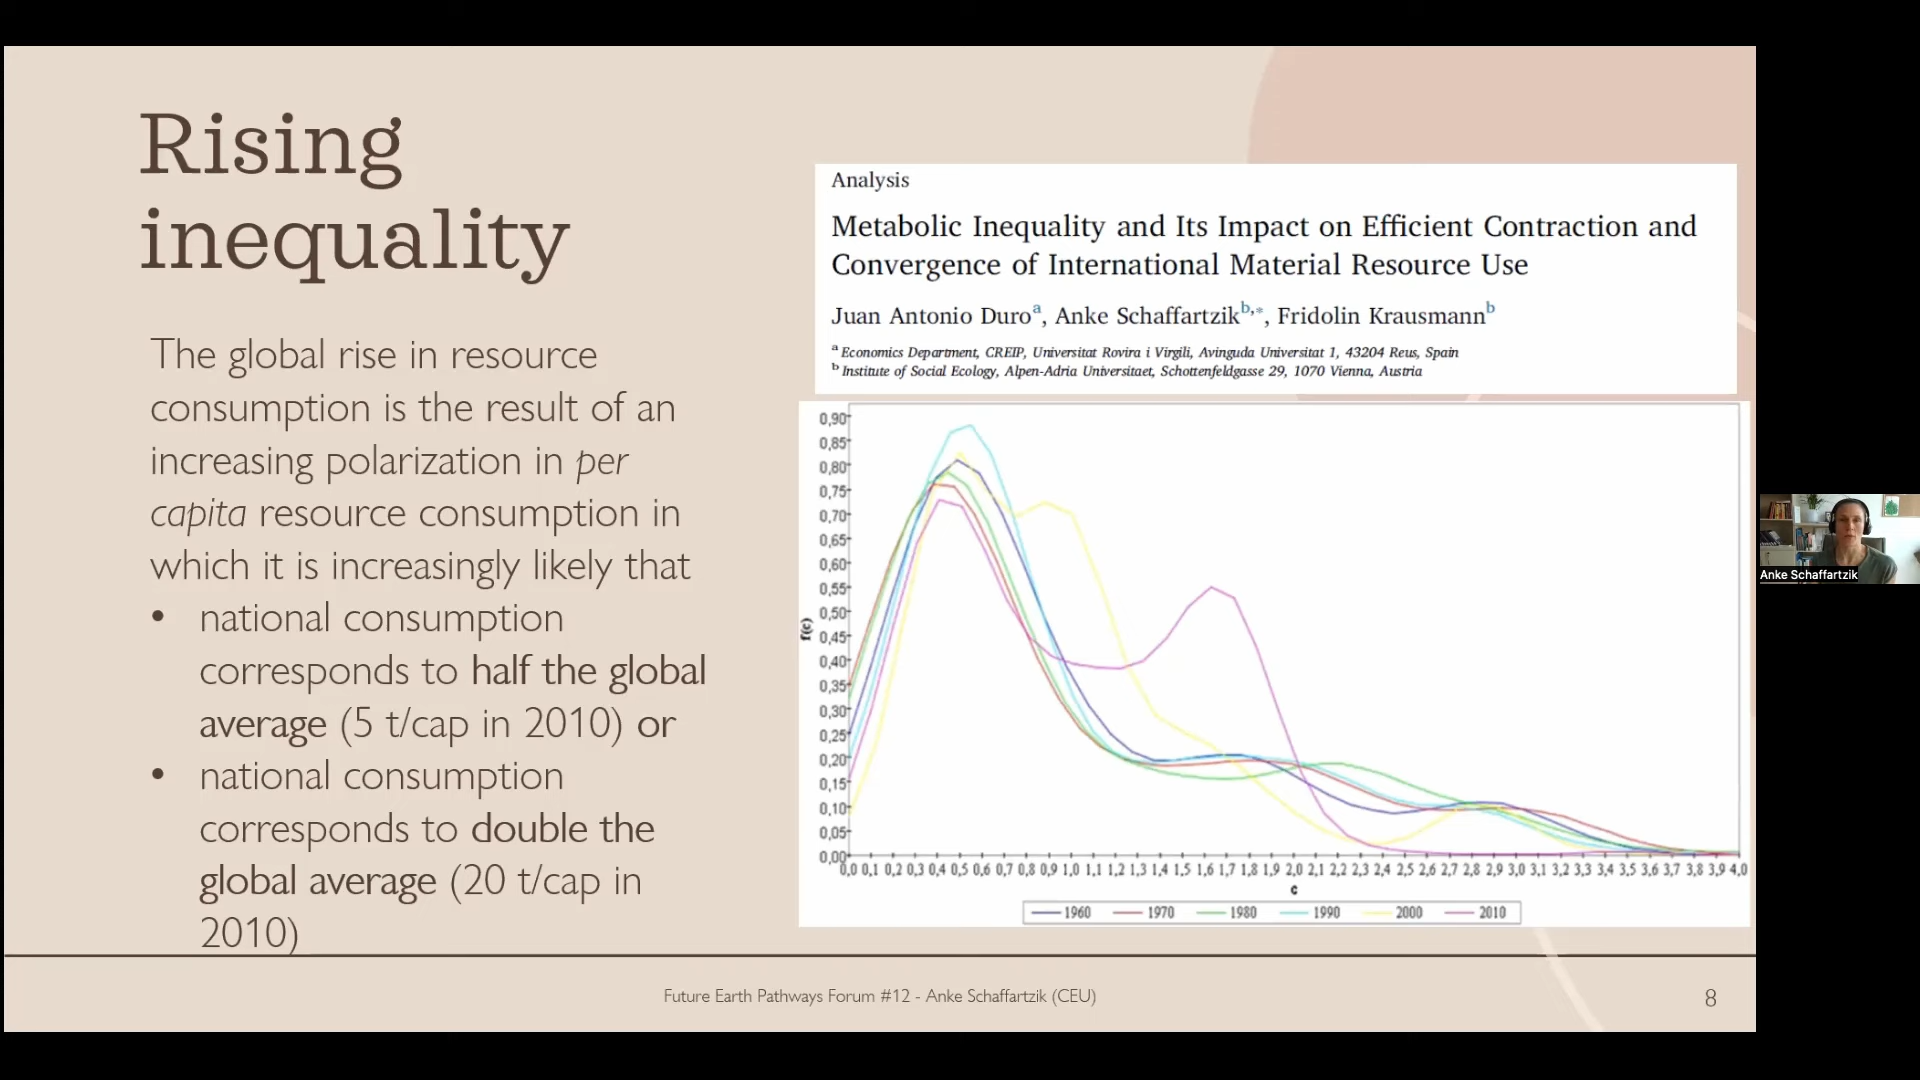 Rising
inequality
The global rise in resource
consumption is the result of an
increasing polarization in per
capita resource consumption in
which it is increasingly likely that
• national consumption
corresponds to half the global
average (5 t/cap in 2010) or
• national consumption
corresponds to double the
global average (20 t/cap in
2010)
Analysis
Metabolic Inequality and Its Impact on Efficient Contraction and
Convergence of International Material Resource Use
Juan Antonio Duro a, Anke Schaffartzik b,*, Fridolin Krausmann b
a Economics Department, CREIP, Universitat Rovira i Virgili, Avinguda Universitat 1, 43204 Reus, Spain
b Institute of Social Ecology, Alpen-Adria Universitaet, Schottenfeldgasse 29, 1070 Vienna, Austria
0,90
0,85
0,80
0,75
0,70
0,65
0,60
0,55
0,50
0,45
0,40
0,35
0,30
0,25
0,20
0,15
0,10
0,05
0,00
f(c)
0,0 0,1 0,2 0,3 0,4 0,5 0,6 0,7 0,8 0,9 1,0 1,1 1,2 1,3 1,4 1,5 1,6 1,7 1,8 1,9 2,0 2,1 2,2 2,3 2,4 2,5 2,6 2,7 2,8 2,9 3,0 3,1 3,2 3,3 3,4 3,5 3,6 3,7 3,8 3,9 4,0
c
1960 1970 1980 1990 2000 2010
Future Earth Pathways Forum #12 - Anke Schaffartzik (CEU)
8
Anke Schaffartzik